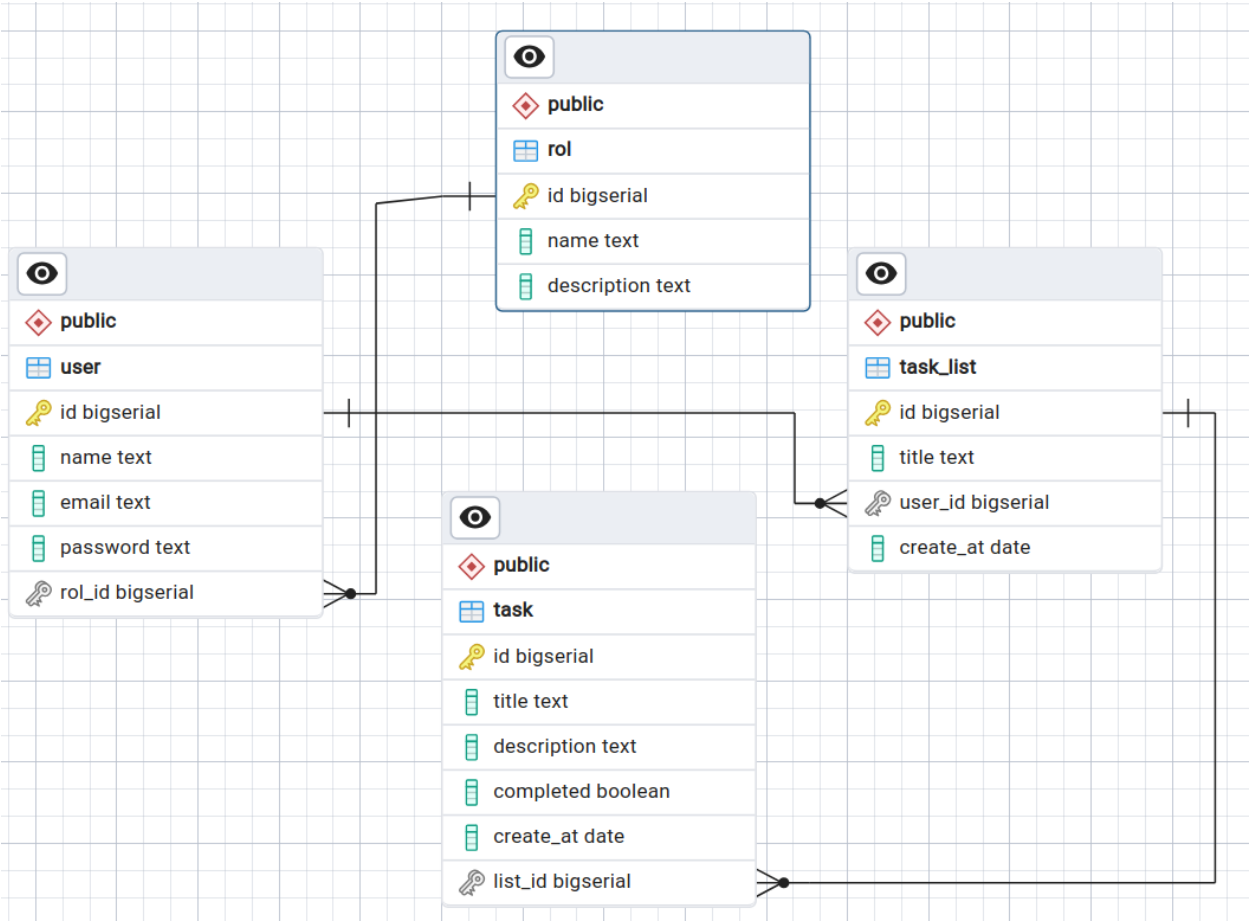 public
rol
id bigserial
name text
description text
public
user
id bigserial
name text
email text
password text
rol_id bigserial
public
task
id bigserial
title text
description text
completed boolean
create_at date
list_id bigserial
public
task_list
id bigserial
title text
user_id bigserial
create_at date